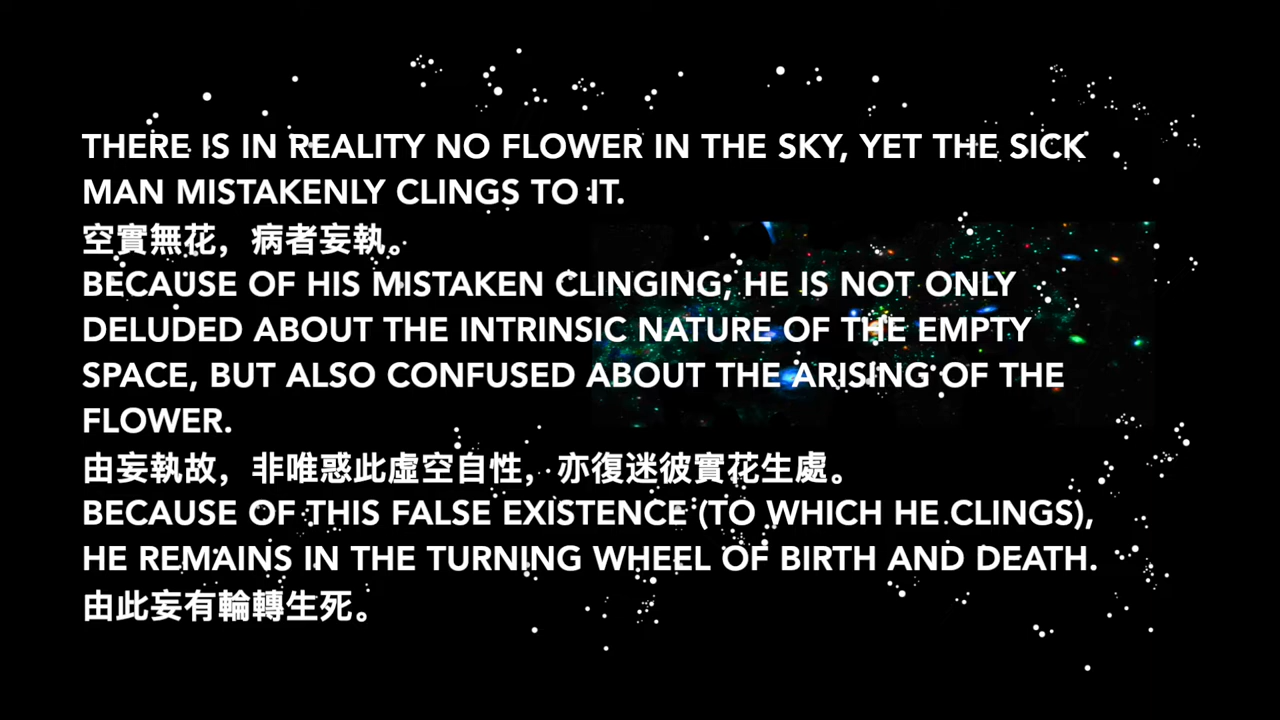 THERE IS IN REALITY NO FLOWER IN THE SKY, YET THE SICK
MAN MISTAKENLY CLINGS TO IT.
空實無花，病者妄執。
BECAUSE OF HIS MISTAKEN CLINGING, HE IS NOT ONLY
DELUDED ABOUT THE INTRINSIC NATURE OF THE EMPTY
SPACE, BUT ALSO CONFUSED ABOUT THE ARISING OF THE
FLOWER.
由妄執故，非唯惑此虛空自性，亦復迷彼實花生處。
BECAUSE OF THIS FALSE EXISTENCE (TO WHICH HE CLINGS),
HE REMAINS IN THE TURNING WHEEL OF BIRTH AND DEATH.
由此妄有輪轉生死。